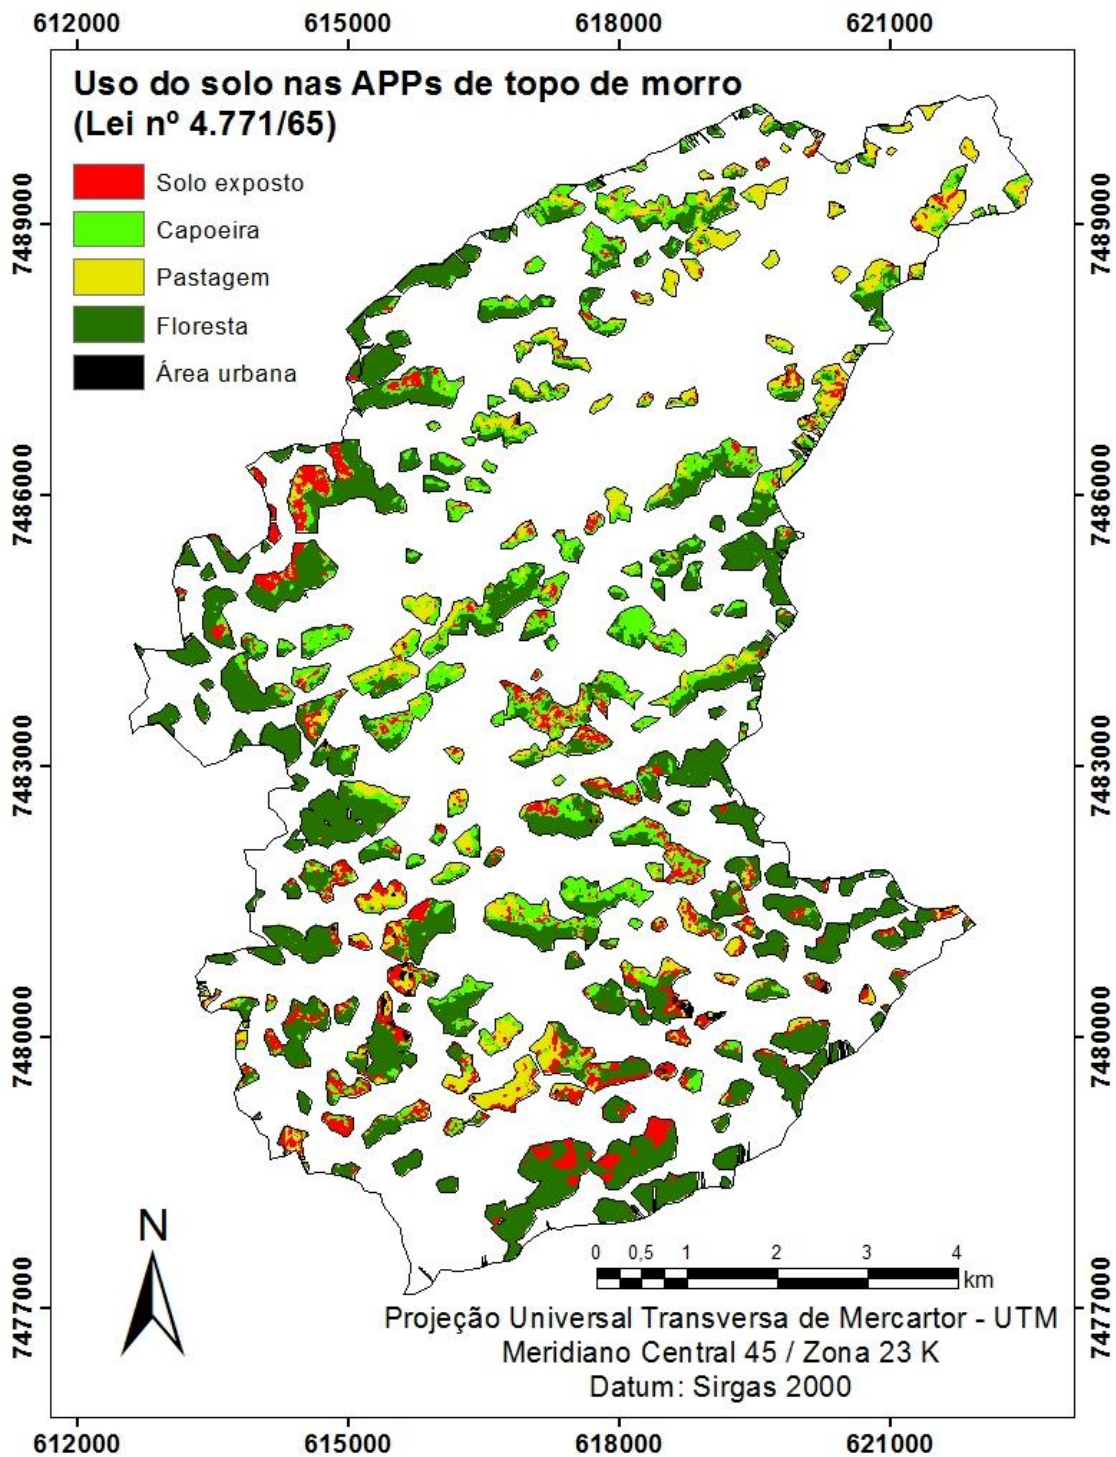 612000 615000 618000 621000
Uso do solo nas APPs de topo de morro
(Lei nº 4.771/65)
Solo exposto
Capoeira
Pastagem
Floresta
Área urbana
7489000 7489000
7486000 7486000
7483000 7483000
7480000 7480000
7477000 7477000
N
0 0,5 1 2 3 4
km
Projeção Universal Transversa de Mercartor - UTM
Meridiano Central 45 / Zona 23 K
Datum: Sirgas 2000
612000 615000 618000 621000